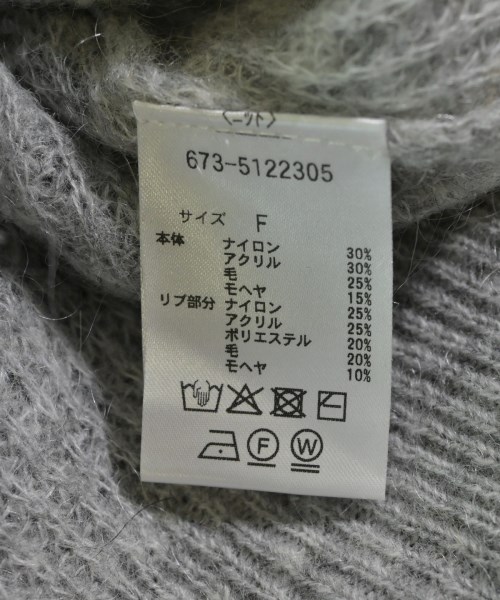 〈ニット〉
673-5122305
サイズ F
本体 ナイロン 30%
アクリル 30%
毛 25%
モヘヤ 15%
リブ部分 ナイロン 25%
アクリル 25%
ポリエステル 20%
毛 20%
モヘヤ 10%
F W